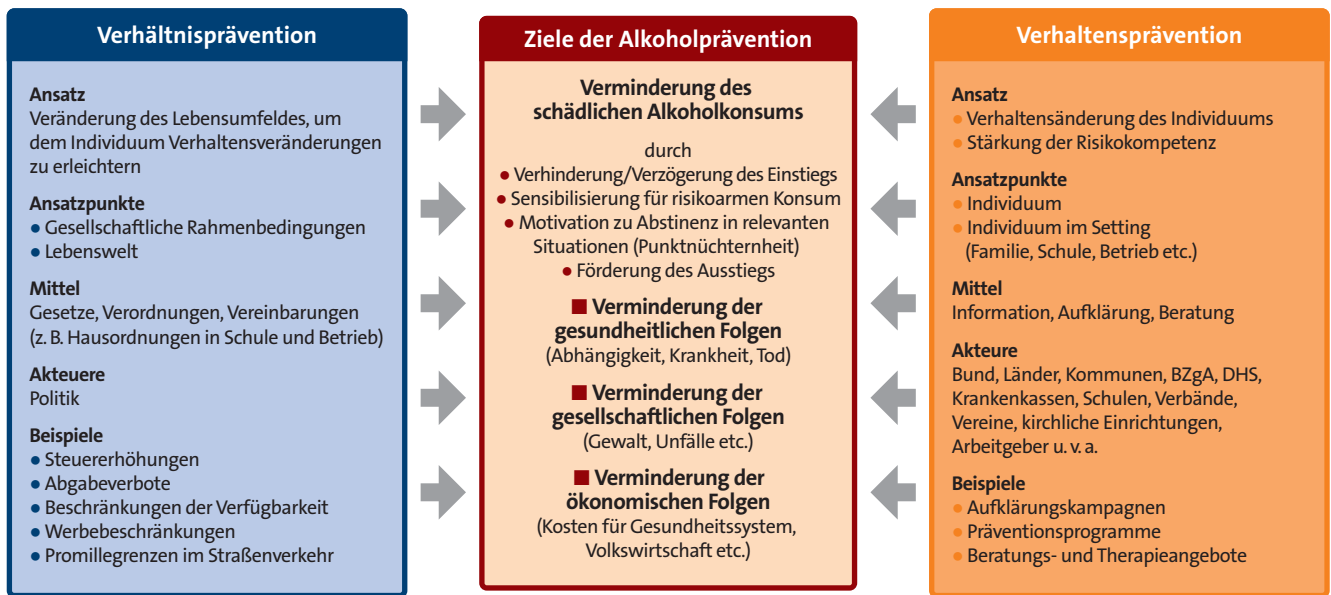 Verhältnisprävention
Ansatz
Veränderung des Lebensumfeldes, um
dem Individuum Verhaltensveränderungen
zu erleichtern
Ansatzpunkte
● Gesellschaftliche Rahmenbedingungen
● Lebenswelt
Mittel
Gesetze, Verordnungen, Vereinbarungen
(z. B. Hausordnungen in Schule und Betrieb)
Akteuere
Politik
Beispiele
● Steuererhöhungen
● Abgabeverbote
● Beschränkungen der Verfügbarkeit
● Werbebeschränkungen
● Promillegrenzen im Straßenverkehr
Ziele der Alkoholprävention
Verminderung des
schädlichen Alkoholkonsums
durch
● Verhinderung/Verzögerung des Einstiegs
● Sensibilisierung für risikoarmen Konsum
● Motivation zu Abstinenz in relevanten
Situationen (Punktnüchternheit)
● Förderung des Ausstiegs
■ Verminderung der
gesundheitlichen Folgen
(Abhängigkeit, Krankheit, Tod)
■ Verminderung der
gesellschaftlichen Folgen
(Gewalt, Unfälle etc.)
■ Verminderung der
ökonomischen Folgen
(Kosten für Gesundheitssystem,
Volkswirtschaft etc.)
Verhaltensprävention
Ansatz
● Verhaltensänderung des Individuums
● Stärkung der Risikokompetenz
Ansatzpunkte
● Individuum
● Individuum im Setting
(Familie, Schule, Betrieb etc.)
Mittel
Information, Aufklärung, Beratung
Akteure
Bund, Länder, Kommunen, BZgA, DHS,
Krankenkassen, Schulen, Verbände,
Vereine, kirchliche Einrichtungen,
Arbeitgeber u. v. a.
Beispiele
● Aufklärungskampagnen
● Präventionsprogramme
● Beratungs- und Therapieangebote